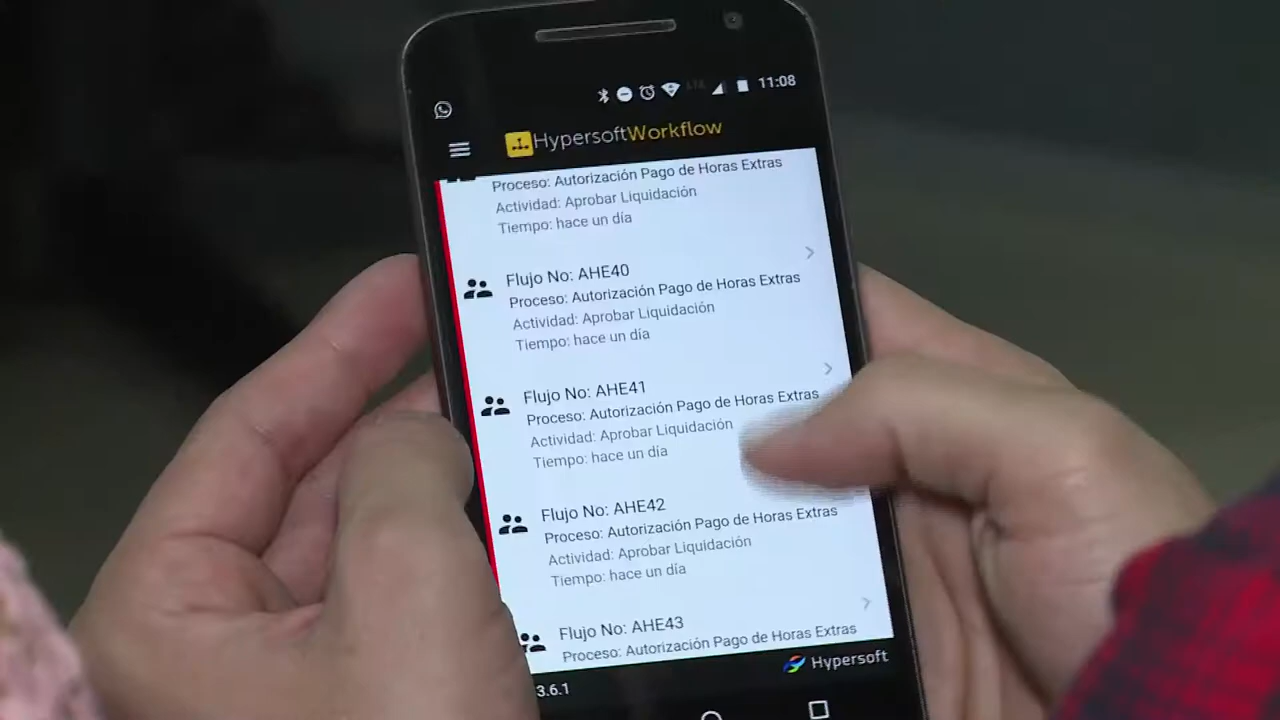 11:08
HypersoftWorkflow
Proceso: Autorización Pago de Horas Extras
Actividad: Aprobar Liquidación
Tiempo: hace un día
Flujo No: AHE40
Proceso: Autorización Pago de Horas Extras
Actividad: Aprobar Liquidación
Tiempo: hace un día
Flujo No: AHE41
Proceso: Autorización Pago de Horas Extras
Actividad: Aprobar Liquidación
Tiempo: hace un día
Flujo No: AHE42
Proceso: Autorización Pago de Horas Extras
Actividad: Aprobar Liquidación
Tiempo: hace un día
Flujo No: AHE43
Proceso: Autorización Pago de Horas Extras
3.6.1
Hypersoft